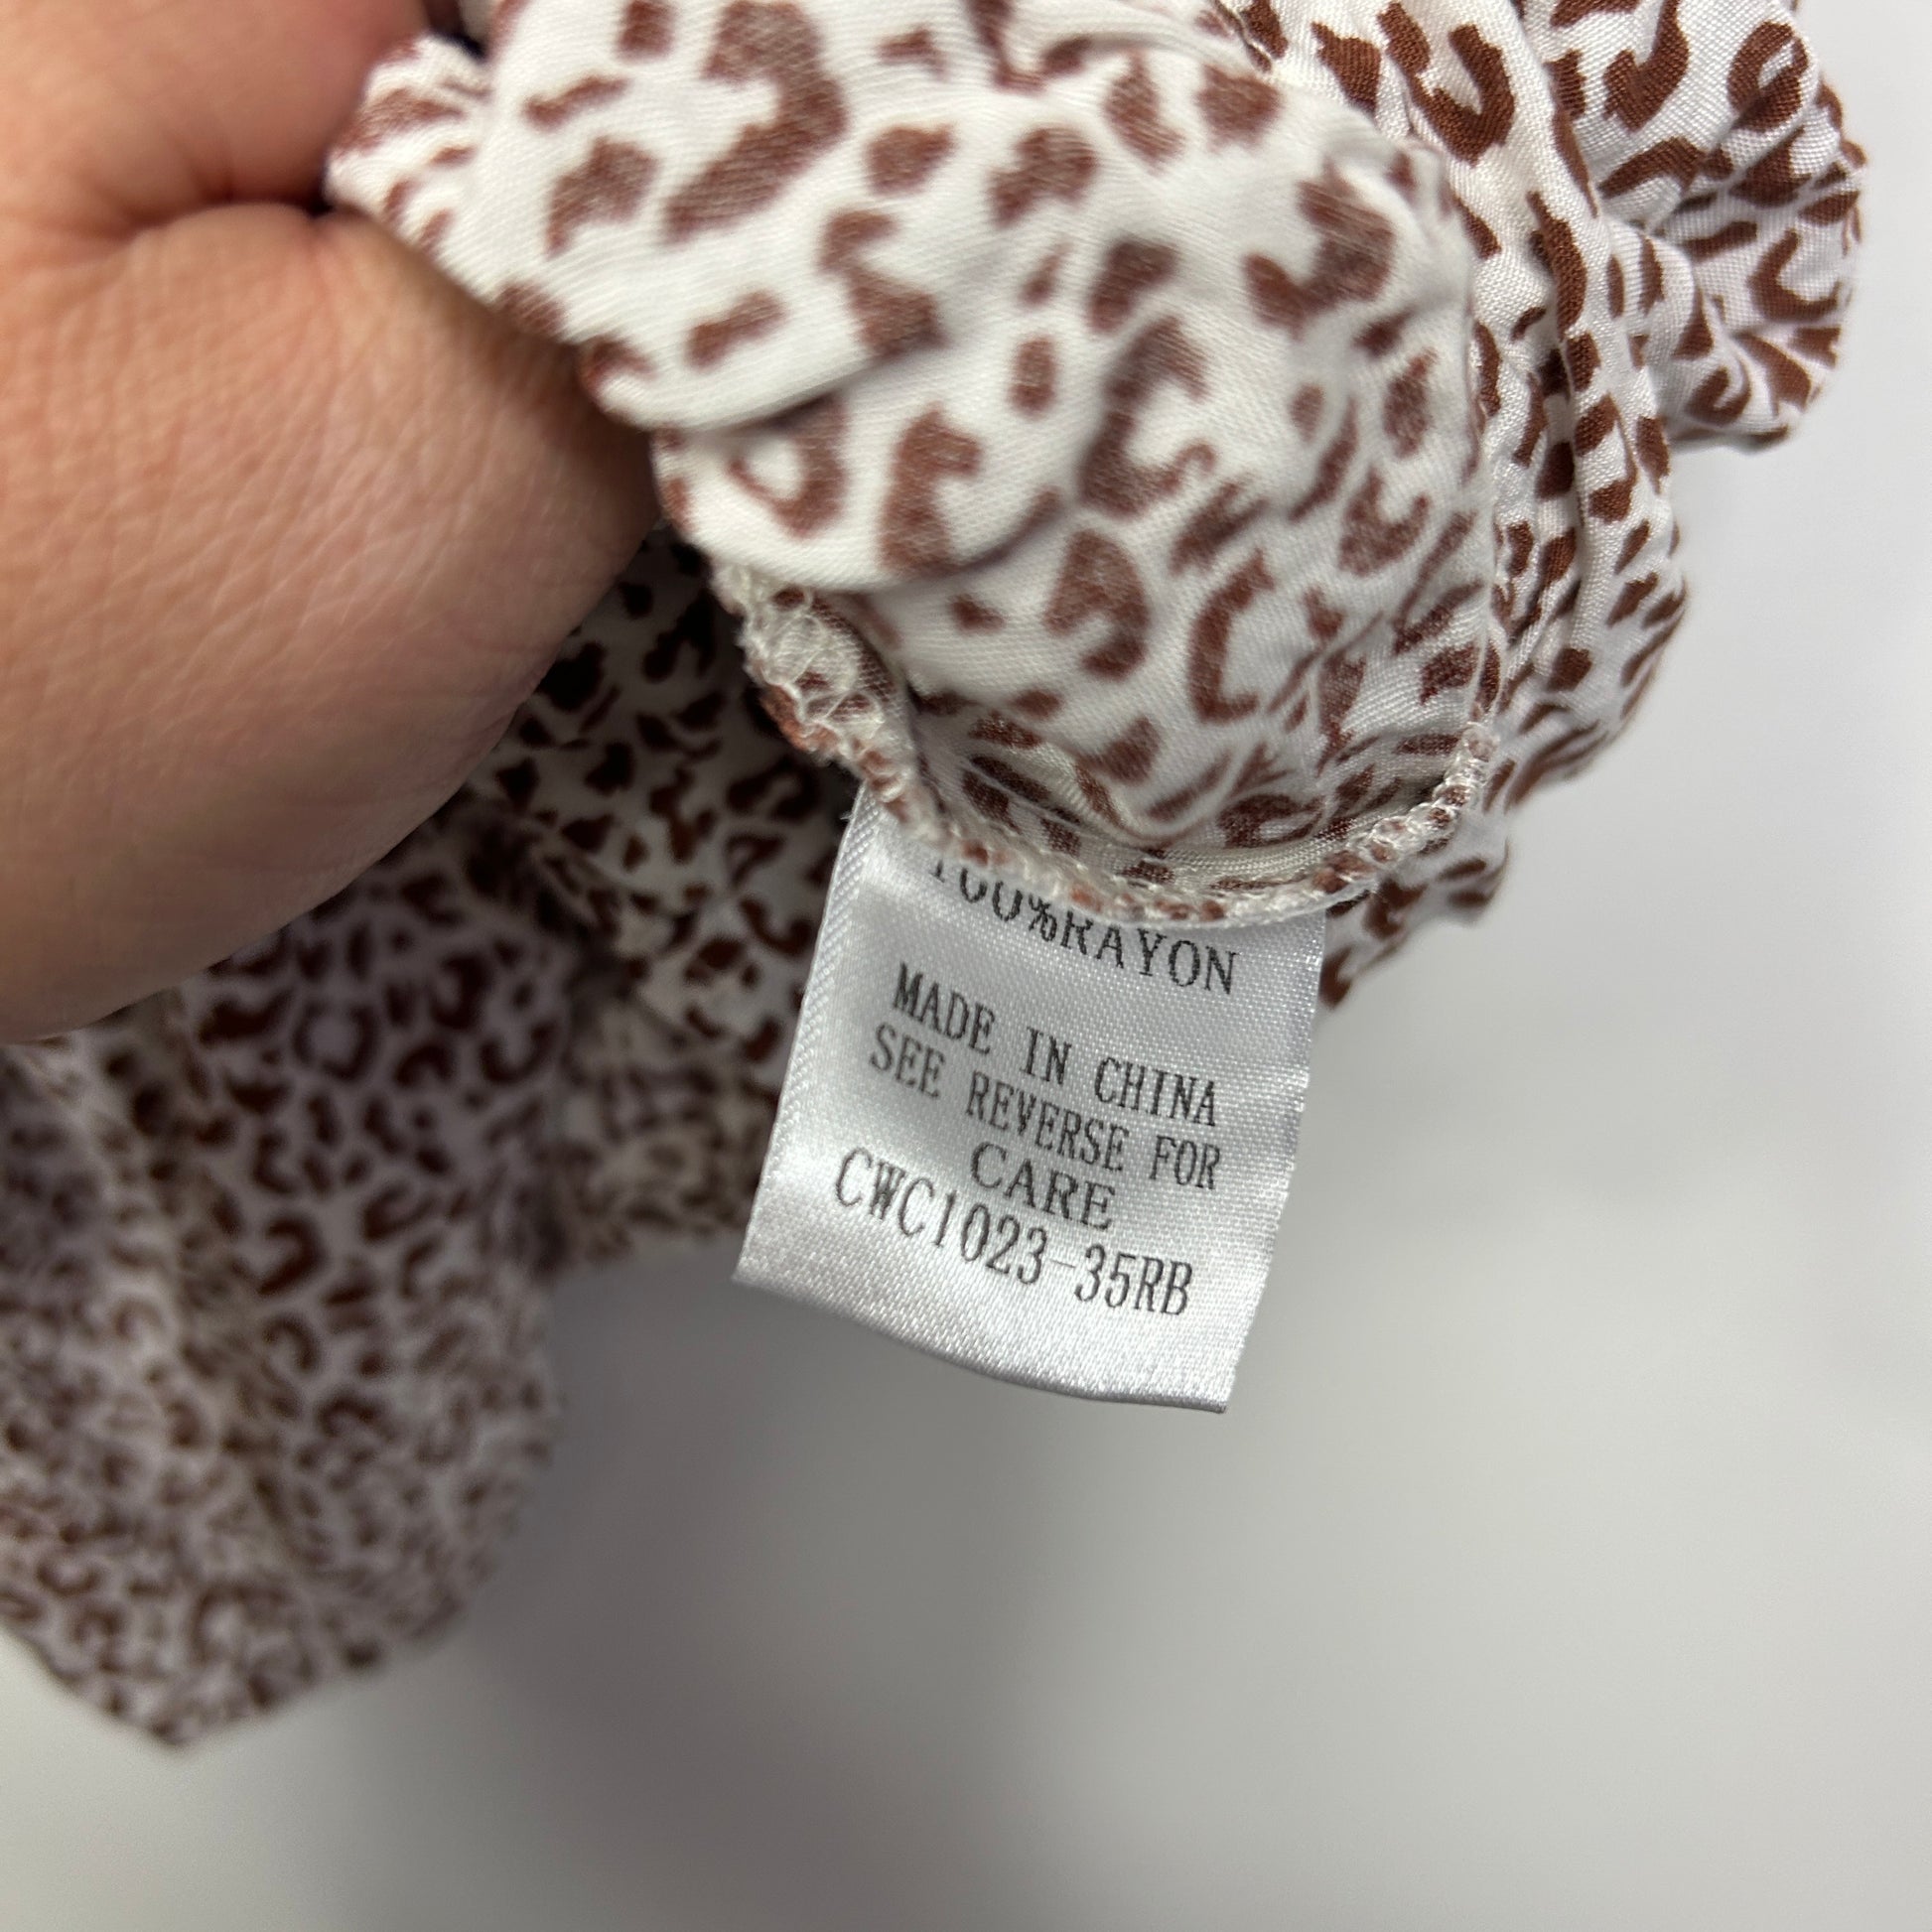 100%RAYON
MADE IN CHINA
SEE REVERSE FOR
CARE
CWC1023-35RB